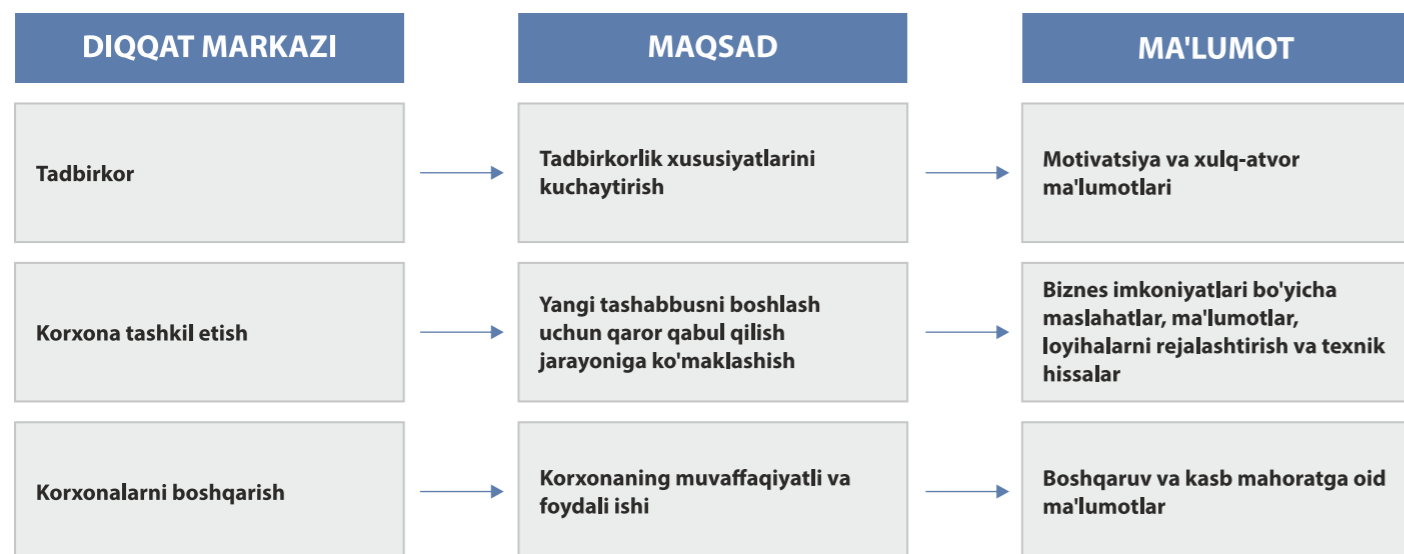 DIQQAT MARKAZI
MAQSAD
MA'LUMOT
Tadbirkor
Tadbirkorlik xususiyatlarini
kuchaytirish
Motivatsiya va xulq-atvor
ma'lumotlari
Korxona tashkil etish
Yangi tashabbusni boshlash
uchun qaror qabul qilish
jarayoniga ko'maklashish
Biznes imkoniyatlari bo'yicha
maslahatlar, ma'lumotlar,
loyihalarni rejalashtirish va texnik
hissalar
Korxonalarni boshqarish
Korxonaning muvaffaqiyatli va
foydali ishi
Boshqaruv va kasb mahoratga oid
ma'lumotlar